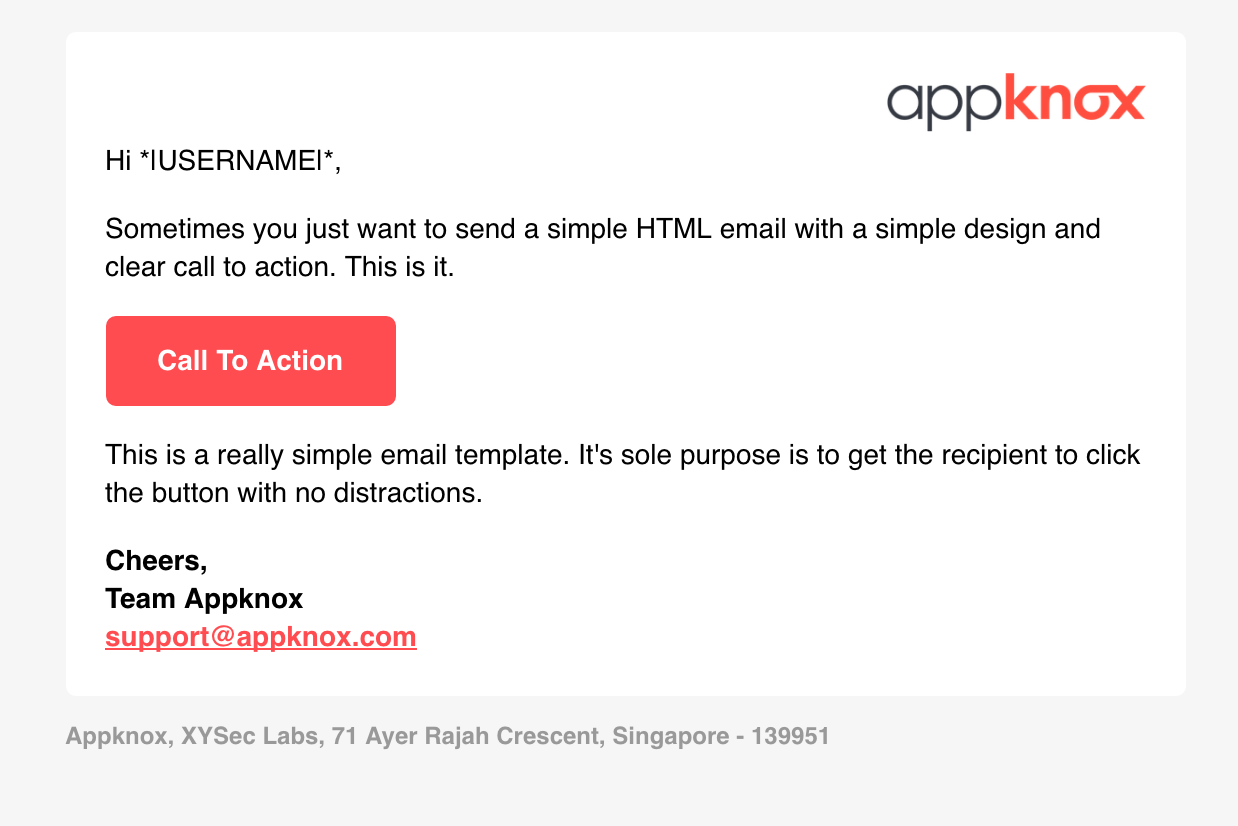 appknox
Hi *|USERNAME|*,
Sometimes you just want to send a simple HTML email with a simple design and
clear call to action. This is it.
Call To Action
This is a really simple email template. It's sole purpose is to get the recipient to click
the button with no distractions.
Cheers,
Team Appknox
support@appknox.com
Appknox, XYSec Labs, 71 Ayer Rajah Crescent, Singapore - 139951